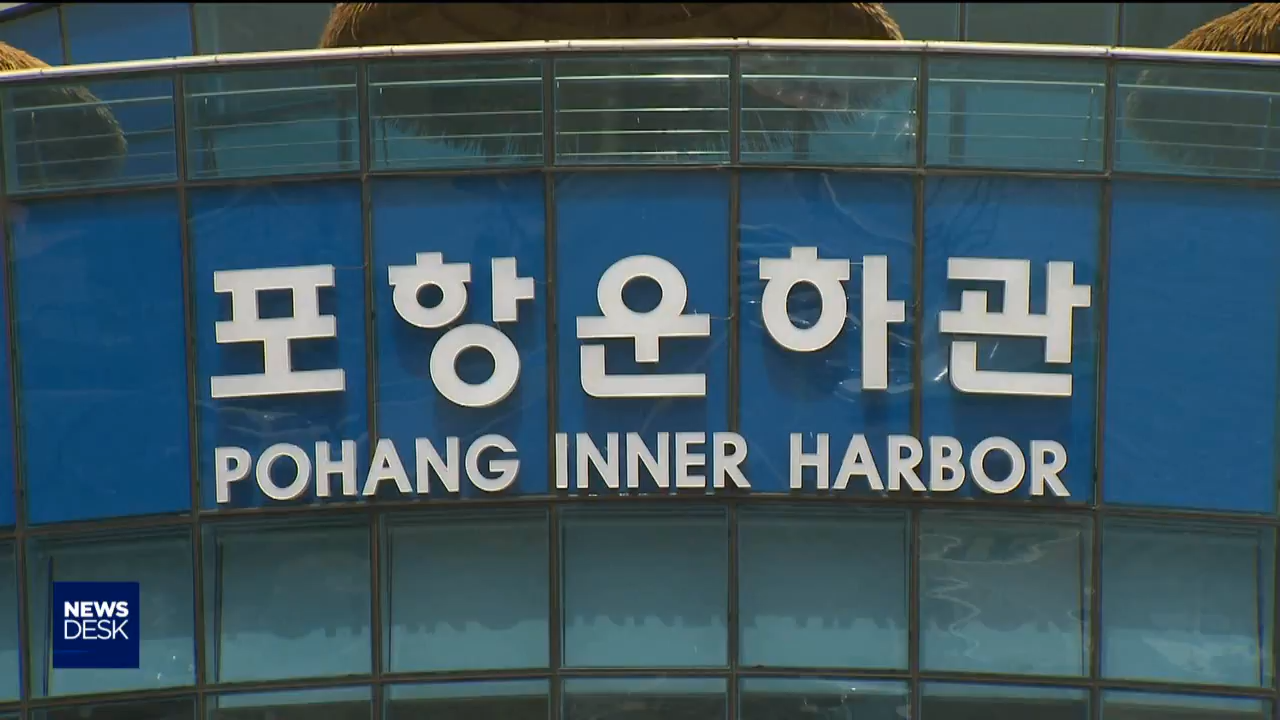 포항운하관
POHANG INNER HARBOR
NEWS
DESK